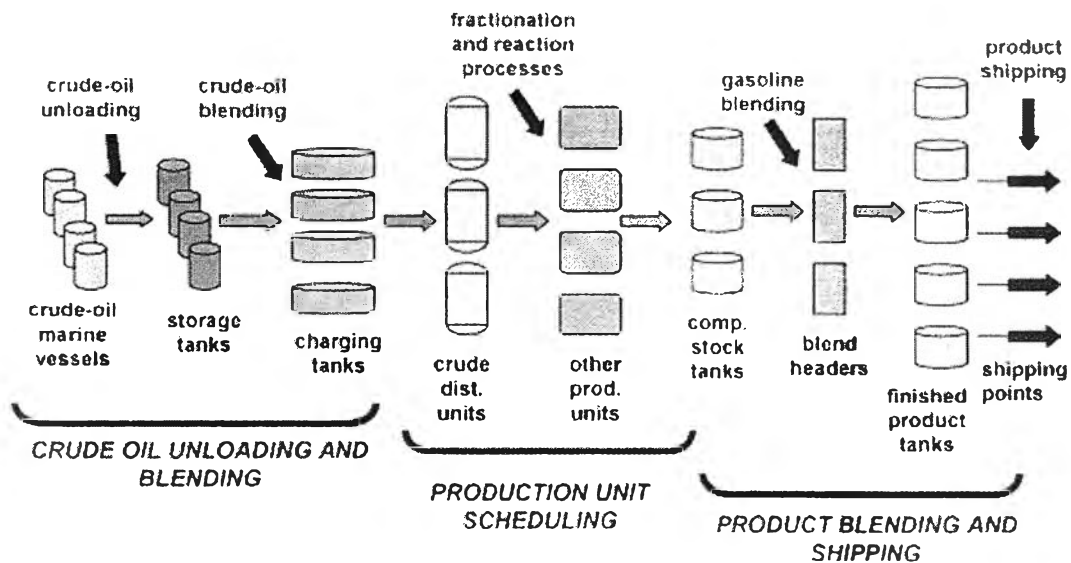 crude-oil
unloading
crude-oil
blending
fractionation
and reaction
processes
gasoline
blending
product
shipping
crude-oil
marine
vessels
storage
tanks
charging
tanks
crude
dist.
units
other
prod.
units
comp.
stock
tanks
blend
headers
finished
product
tanks
shipping
points
CRUDE OIL UNLOADING AND
BLENDING
PRODUCTION UNIT
SCHEDULING
PRODUCT BLENDING AND
SHIPPING